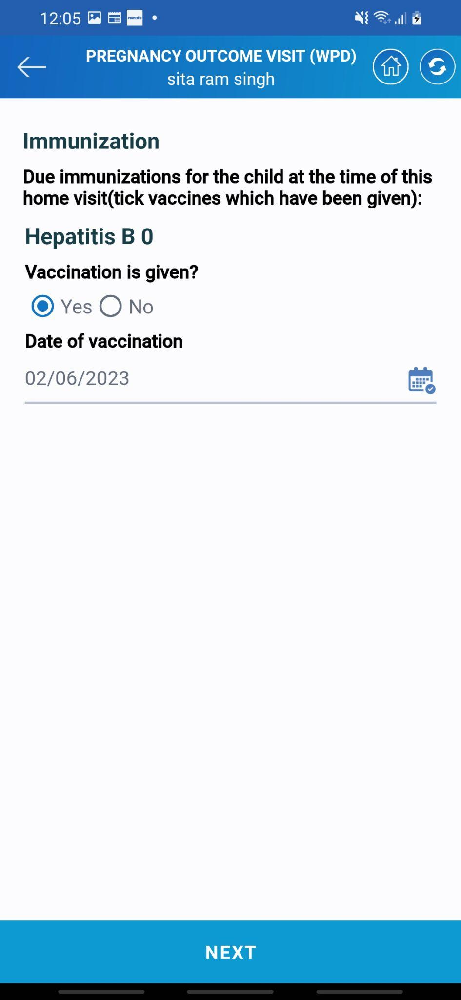 12:05 zomato
PREGNANCY OUTCOME VISIT (WPD)
sita ram singh
Immunization
Due immunizations for the child at the time of this
home visit(tick vaccines which have been given):
Hepatitis B 0
Vaccination is given?
Yes No
Date of vaccination
02/06/2023
NEXT